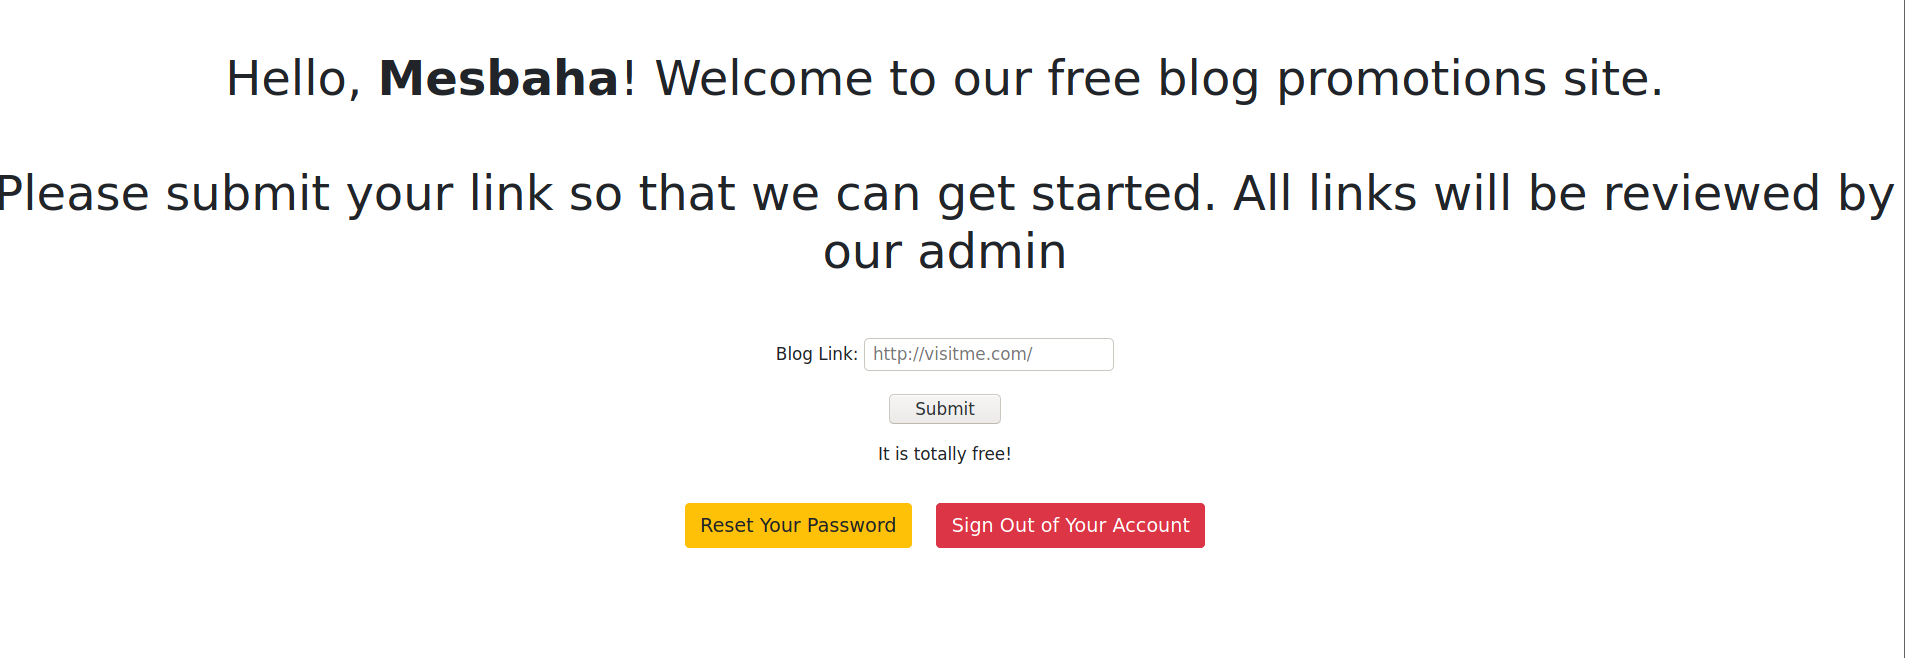 Hello, Mesbaha! Welcome to our free blog promotions site.
Please submit your link so that we can get started. All links will be reviewed by
our admin
Blog Link: http://visitme.com/
Submit
It is totally free!
Reset Your Password Sign Out of Your Account